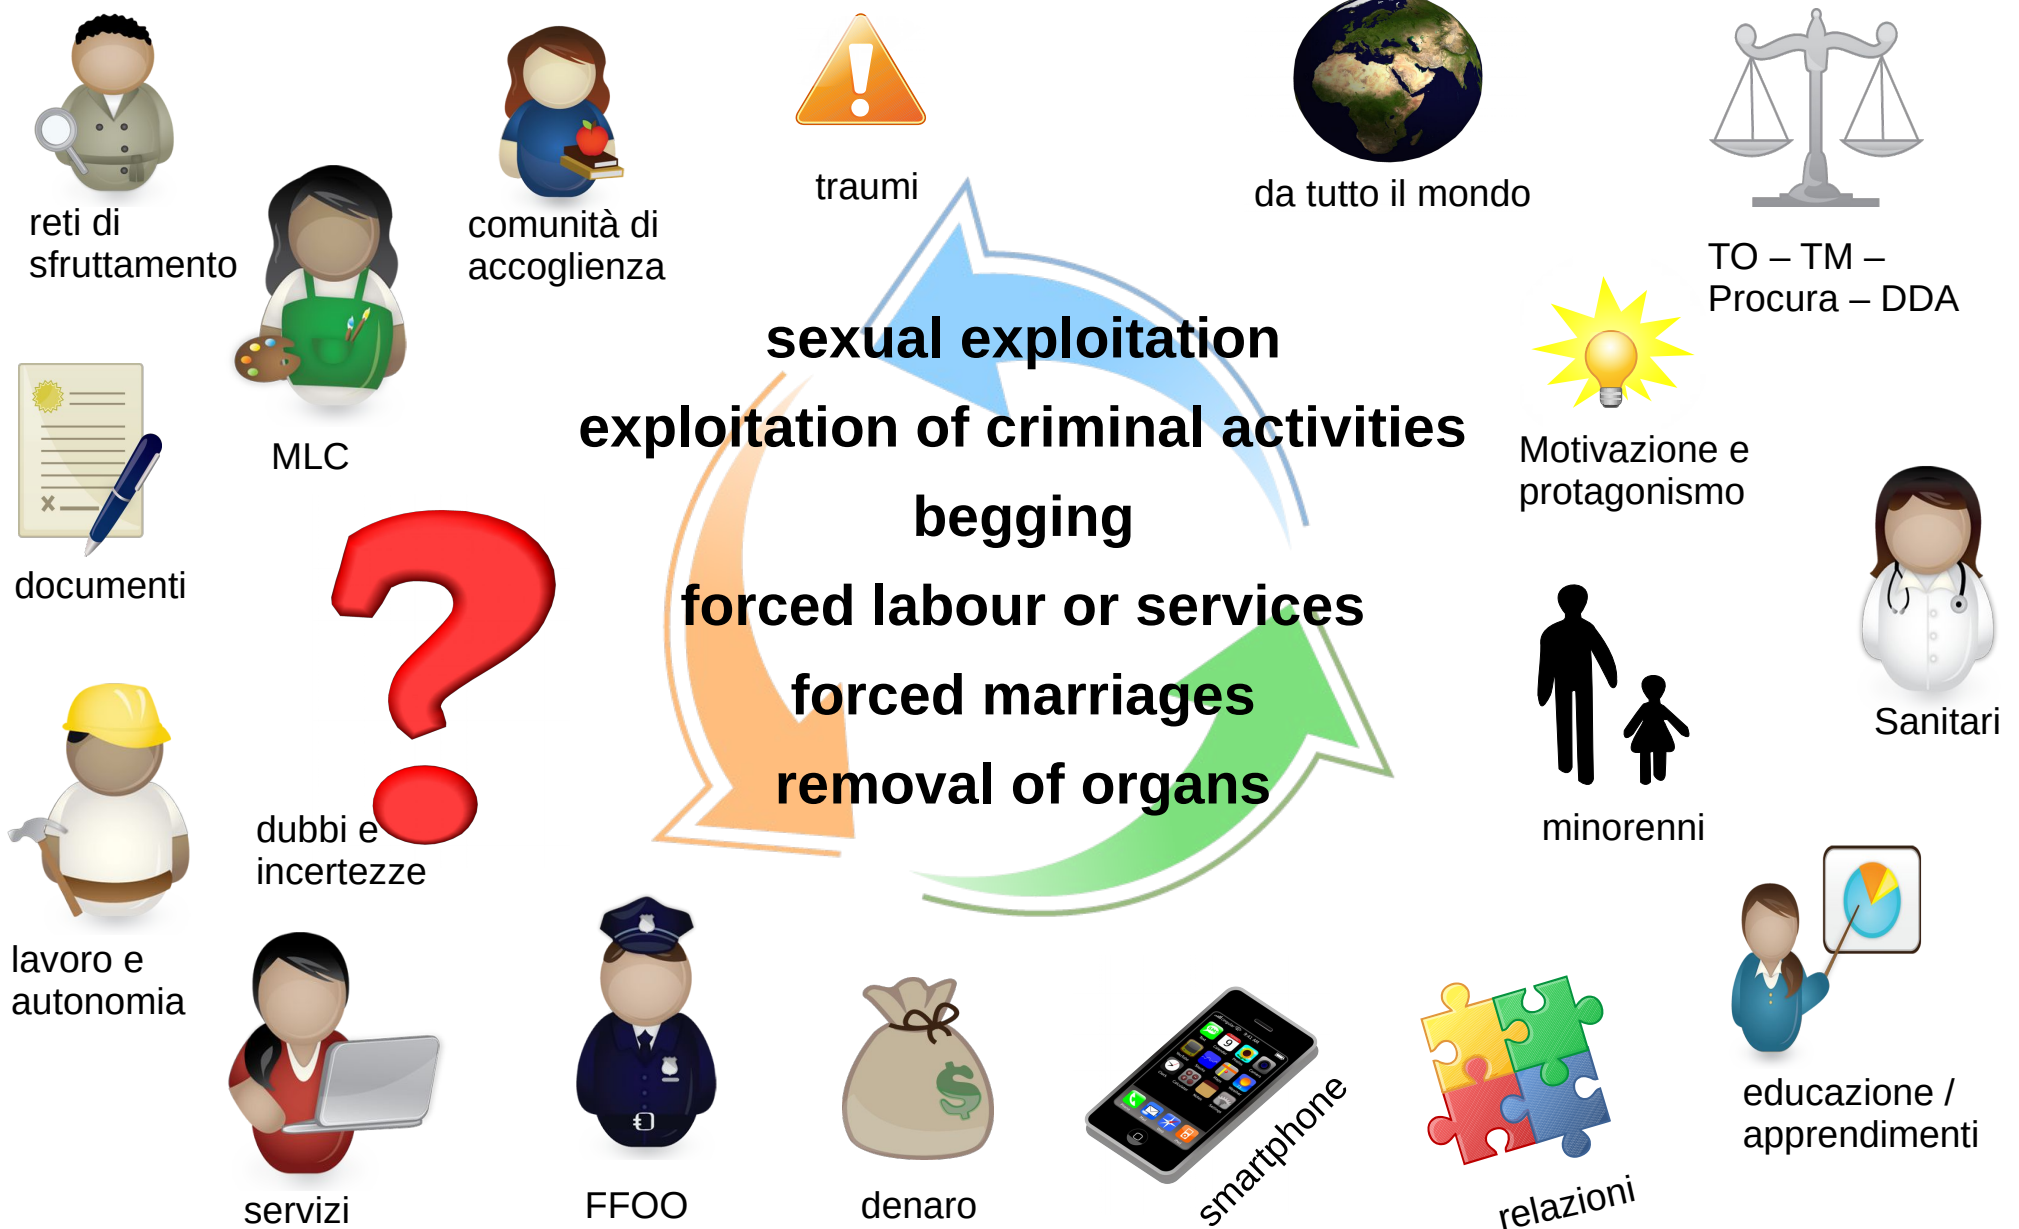 traumi
da tutto il mondo
reti di
sfruttamento
comunità di
accoglienza
TO – TM –
Procura – DDA
sexual exploitation
exploitation of criminal activities
begging
forced labour or services
forced marriages
removal of organs
MLC
Motivazione e
protagonismo
documenti
Sanitari
dubbi e
incertezze
minorenni
lavoro e
autonomia
educazione /
apprendimenti
servizi
FFOO
denaro
smartphone
relazioni